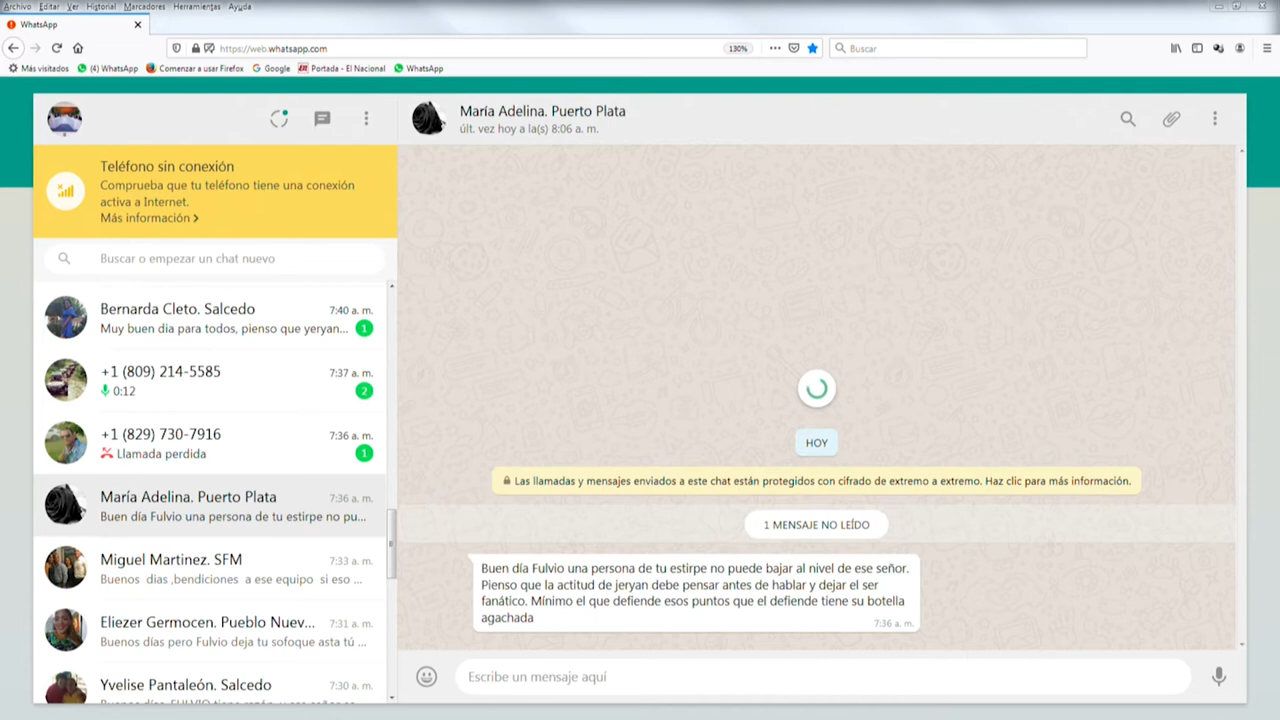 Archivo Editar Ver Historial Marcadores Herramientas Ayuda
WhatsApp
https://web.whatsapp.com
130%
Buscar
Más visitados
(4) WhatsApp
Comenzar a usar Firefox
Google
Portada - El Nacional
WhatsApp
Teléfono sin conexión
Comprueba que tu teléfono tiene una conexión
activa a Internet.
Más información
Buscar o empezar un chat nuevo
Bernarda Cleto. Salcedo 7:40 a. m.
Muy buen dia para todos, pienso que yeryan... 1
+1 (809) 214-5585 7:37 a. m.
0:12 2
+1 (829) 730-7916 7:36 a. m.
Llamada perdida 1
María Adelina. Puerto Plata 7:36 a. m.
Buen día Fulvio una persona de tu estirpe no pu...
Miguel Martinez. SFM 7:33 a. m.
Buenos dias ,bendiciones a ese equipo si eso ...
Eliezer Germocen. Pueblo Nuev... 7:31 a. m.
Buenos días pero Fulvio deja tu sofoque asta tú ...
Yvelise Pantaleón. Salcedo 7:30 a. m.
María Adelina. Puerto Plata
últ. vez hoy a la(s) 8:06 a. m.
HOY
Las llamadas y mensajes enviados a este chat están protegidos con cifrado de extremo a extremo. Haz clic para más información.
1 MENSAJE NO LEÍDO
Buen día Fulvio una persona de tu estirpe no puede bajar al nivel de ese señor.
Pienso que la actitud de jeryan debe pensar antes de hablar y dejar el ser
fanático. Mínimo el que defiende esos puntos que el defiende tiene su botella
agachada
7:36 a. m.
Escribe un mensaje aquí